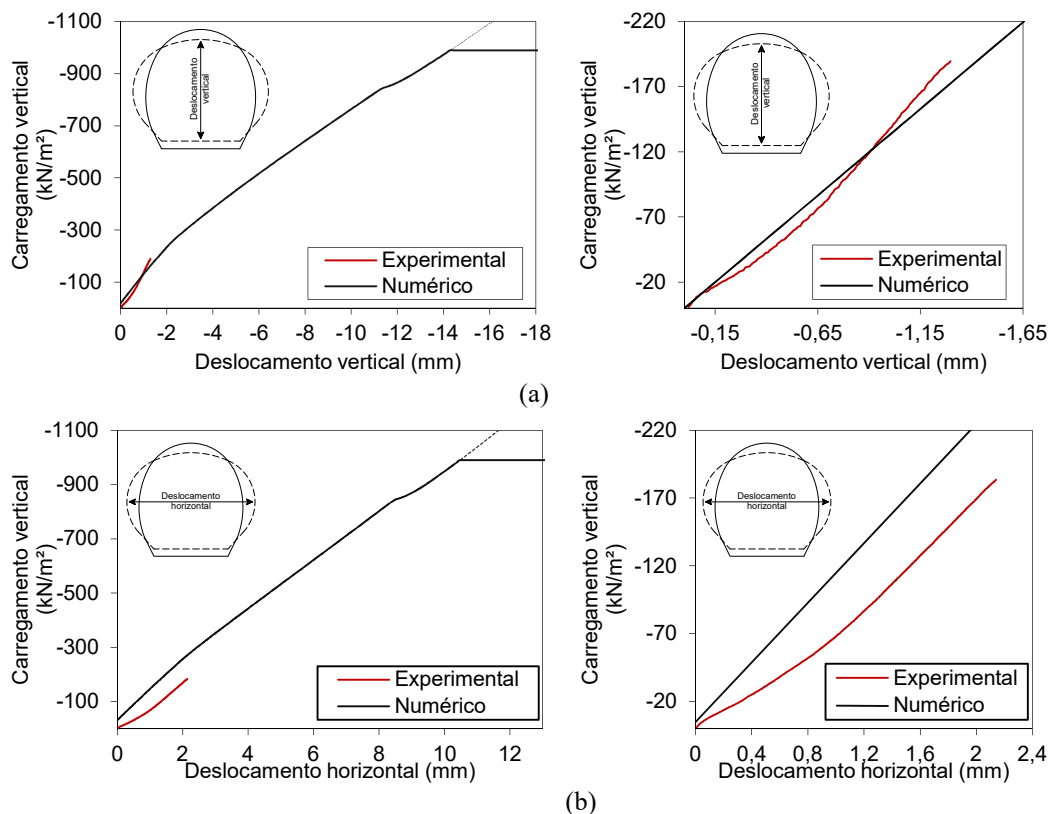 Carregamento vertical
(kN/m²)
-1100
-900
-700
-500
-300
-100
0
-2
-4
-6
-8
-10
-12
-14
-16
-18
Deslocamento
vertical
Experimental
Numérico
Deslocamento vertical (mm)
Carregamento vertical
(kN/m²)
-220
-170
-120
-70
-20
-0,15
-0,65
-1,15
-1,65
Deslocamento
vertical
Experimental
Numérico
Deslocamento vertical (mm)
(a)
Carregamento vertical
(kN/m²)
-1100
-900
-700
-500
-300
-100
0
2
4
6
8
10
12
Deslocamento
horizontal
Experimental
Numérico
Deslocamento horizontal (mm)
Carregamento vertical
(kN/m²)
-220
-170
-120
-70
-20
0
0,4
0,8
1,2
1,6
2
2,4
Deslocamento
horizontal
Experimental
Numérico
Deslocamento horizontal (mm)
(b)